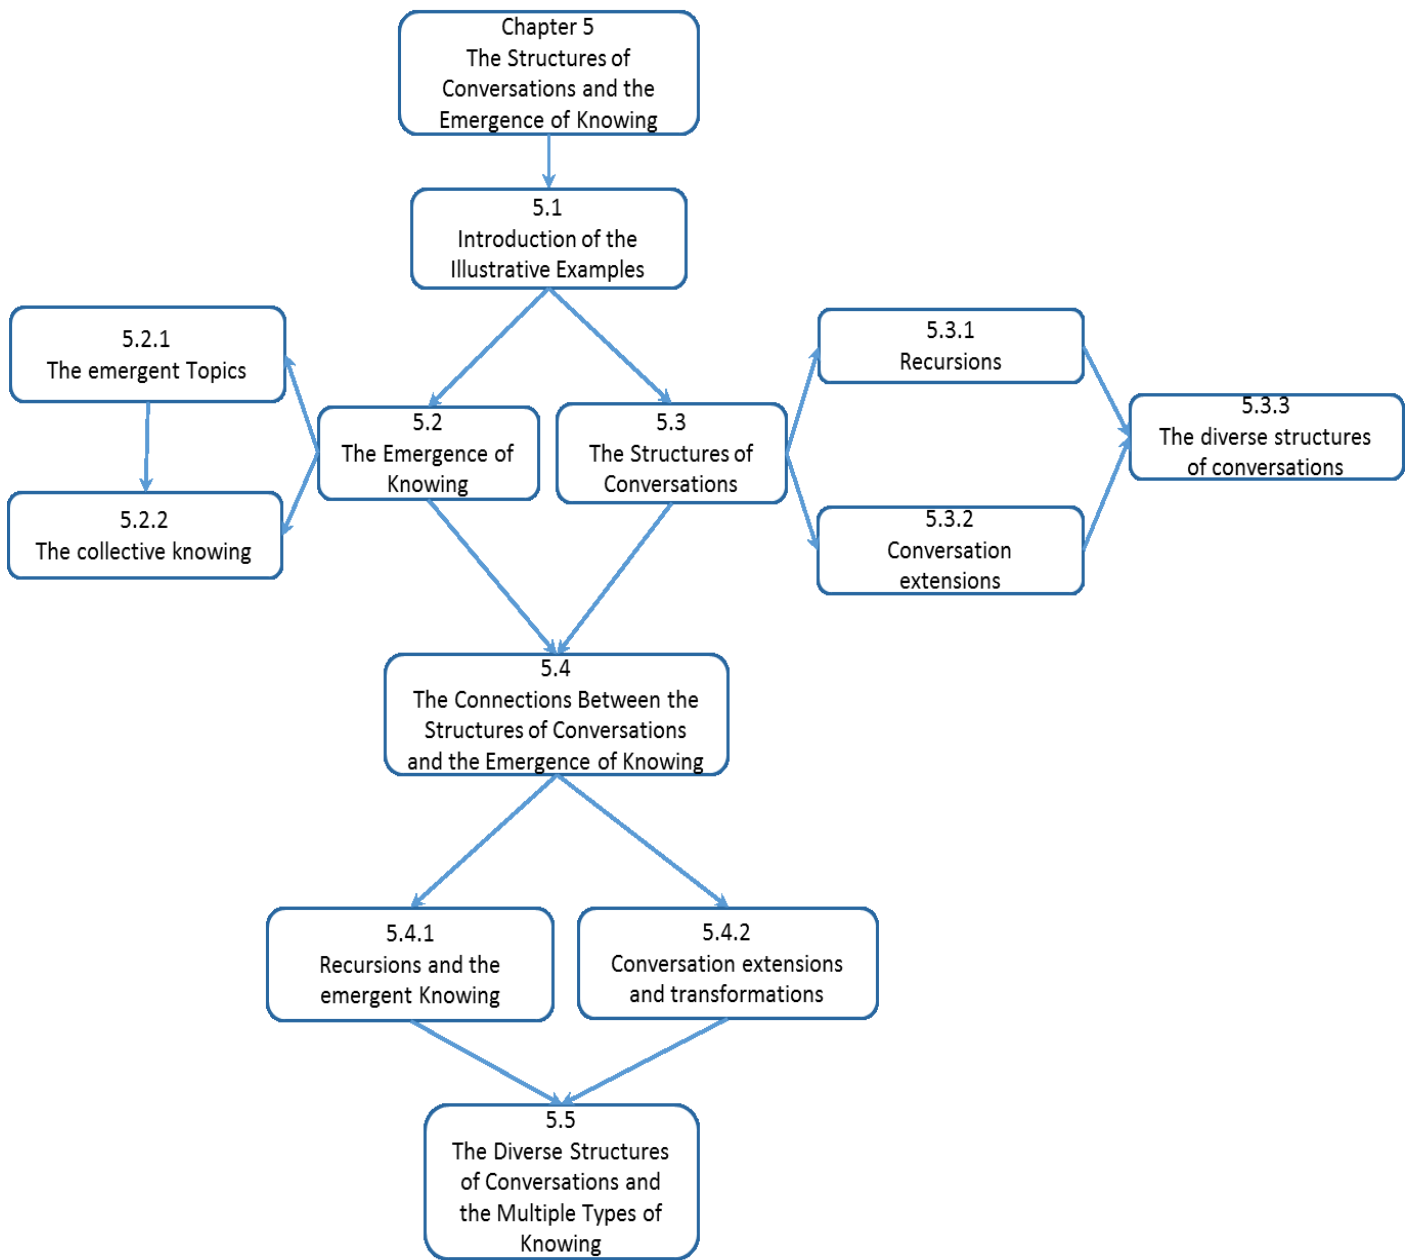 Chapter 5
The Structures of
Conversations and the
Emergence of Knowing
5.1
Introduction of the
Illustrative Examples
5.2.1
The emergent Topics
5.2.2
The collective knowing
5.2
The Emergence of
Knowing
5.3
The Structures of
Conversations
5.3.1
Recursions
5.3.2
Conversation
extensions
5.3.3
The diverse structures
of conversations
5.4
The Connections Between the
Structures of Conversations
and the Emergence of Knowing
5.4.1
Recursions and the
emergent Knowing
5.4.2
Conversation extensions
and transformations
5.5
The Diverse Structures
of Conversations and
the Multiple Types of
Knowing